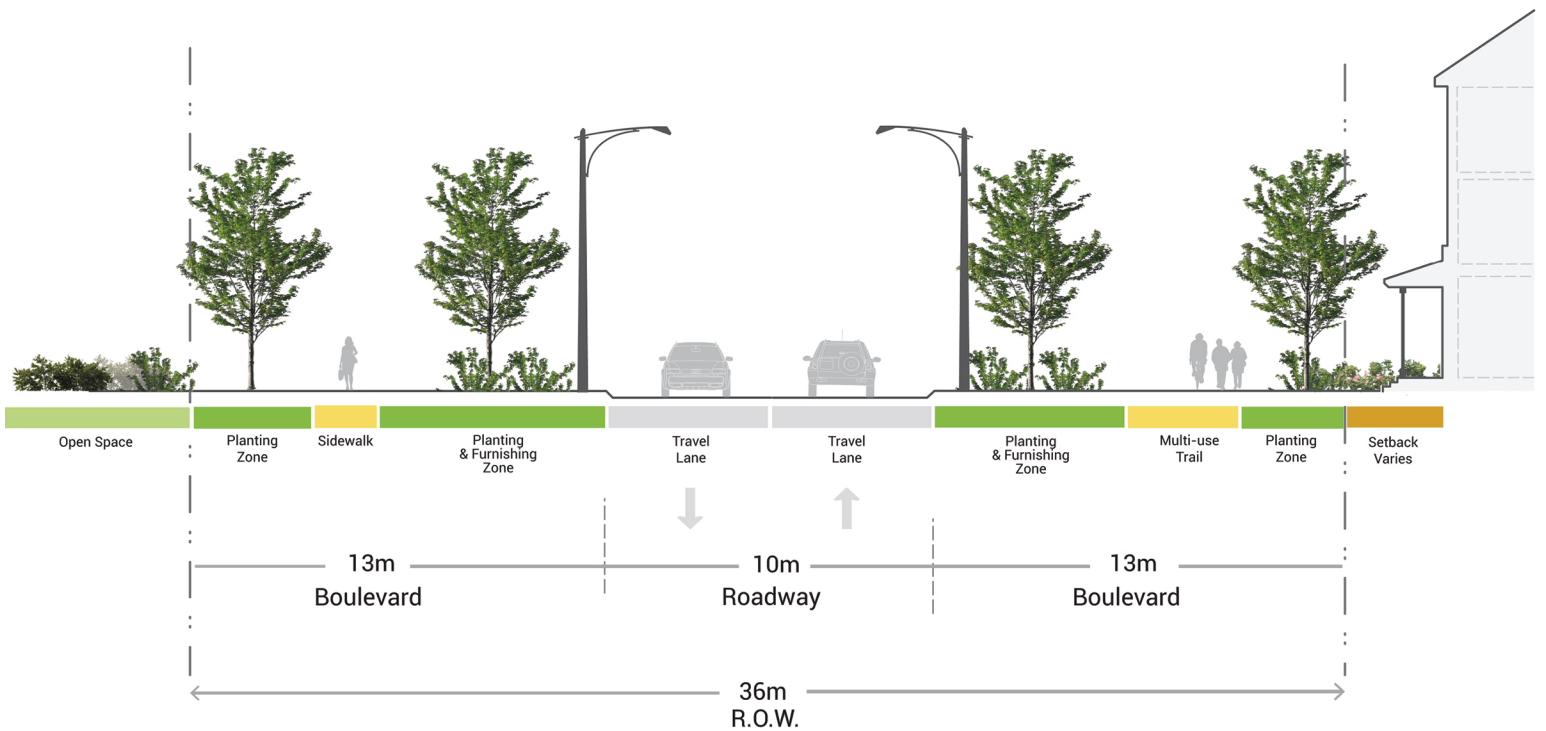 Open Space
Planting
Zone
Sidewalk
Planting
& Furnishing
Zone
Travel
Lane
Travel
Lane
Planting
& Furnishing
Zone
Multi-use
Trail
Planting
Zone
Setback
Varies
13m
Boulevard
10m
Roadway
13m
Boulevard
36m
R.O.W.